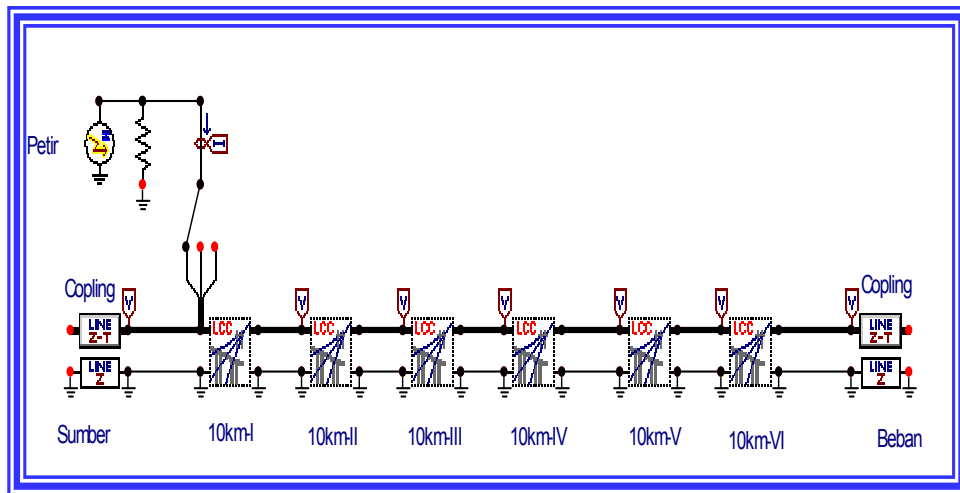 Petir
I
Copling
Copling
V
V
V
V
V
V
V
LINE
Z-T
LCC
LCC
LCC
LCC
LCC
LCC
LINE
Z-T
LINE
Z
LINE
Z
Sumber
10km-I
10km-II
10km-III
10km-IV
10km-V
10km-VI
Beban